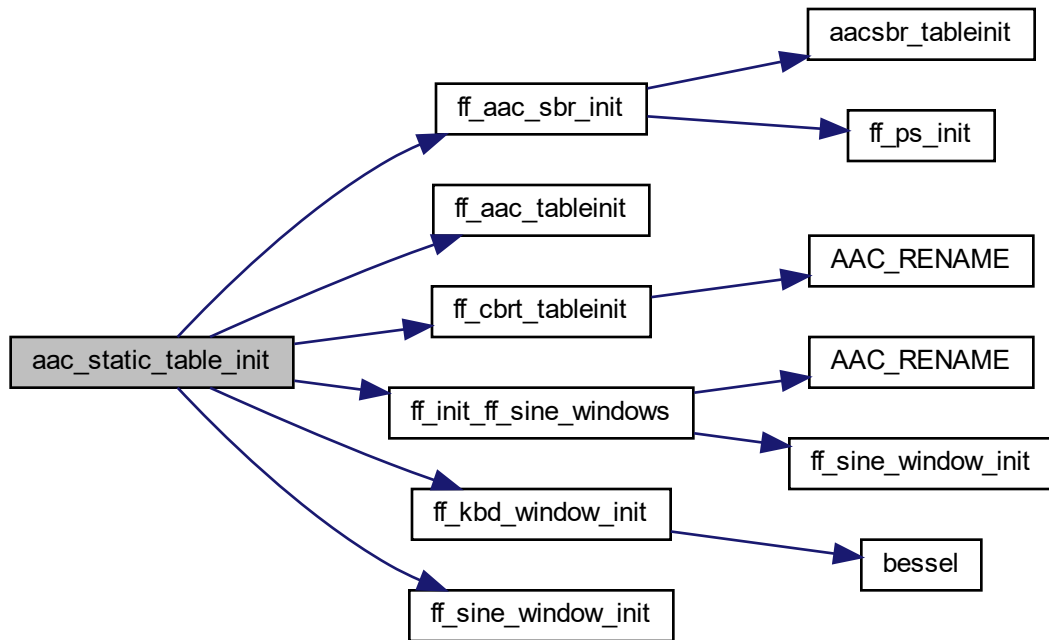 aacsbr_tableinit
ff_aac_sbr_init
ff_ps_init
ff_aac_tableinit
AAC_RENAME
ff_cbrt_tableinit
aac_static_table_init
AAC_RENAME
ff_init_ff_sine_windows
ff_sine_window_init
ff_kbd_window_init
bessel
ff_sine_window_init